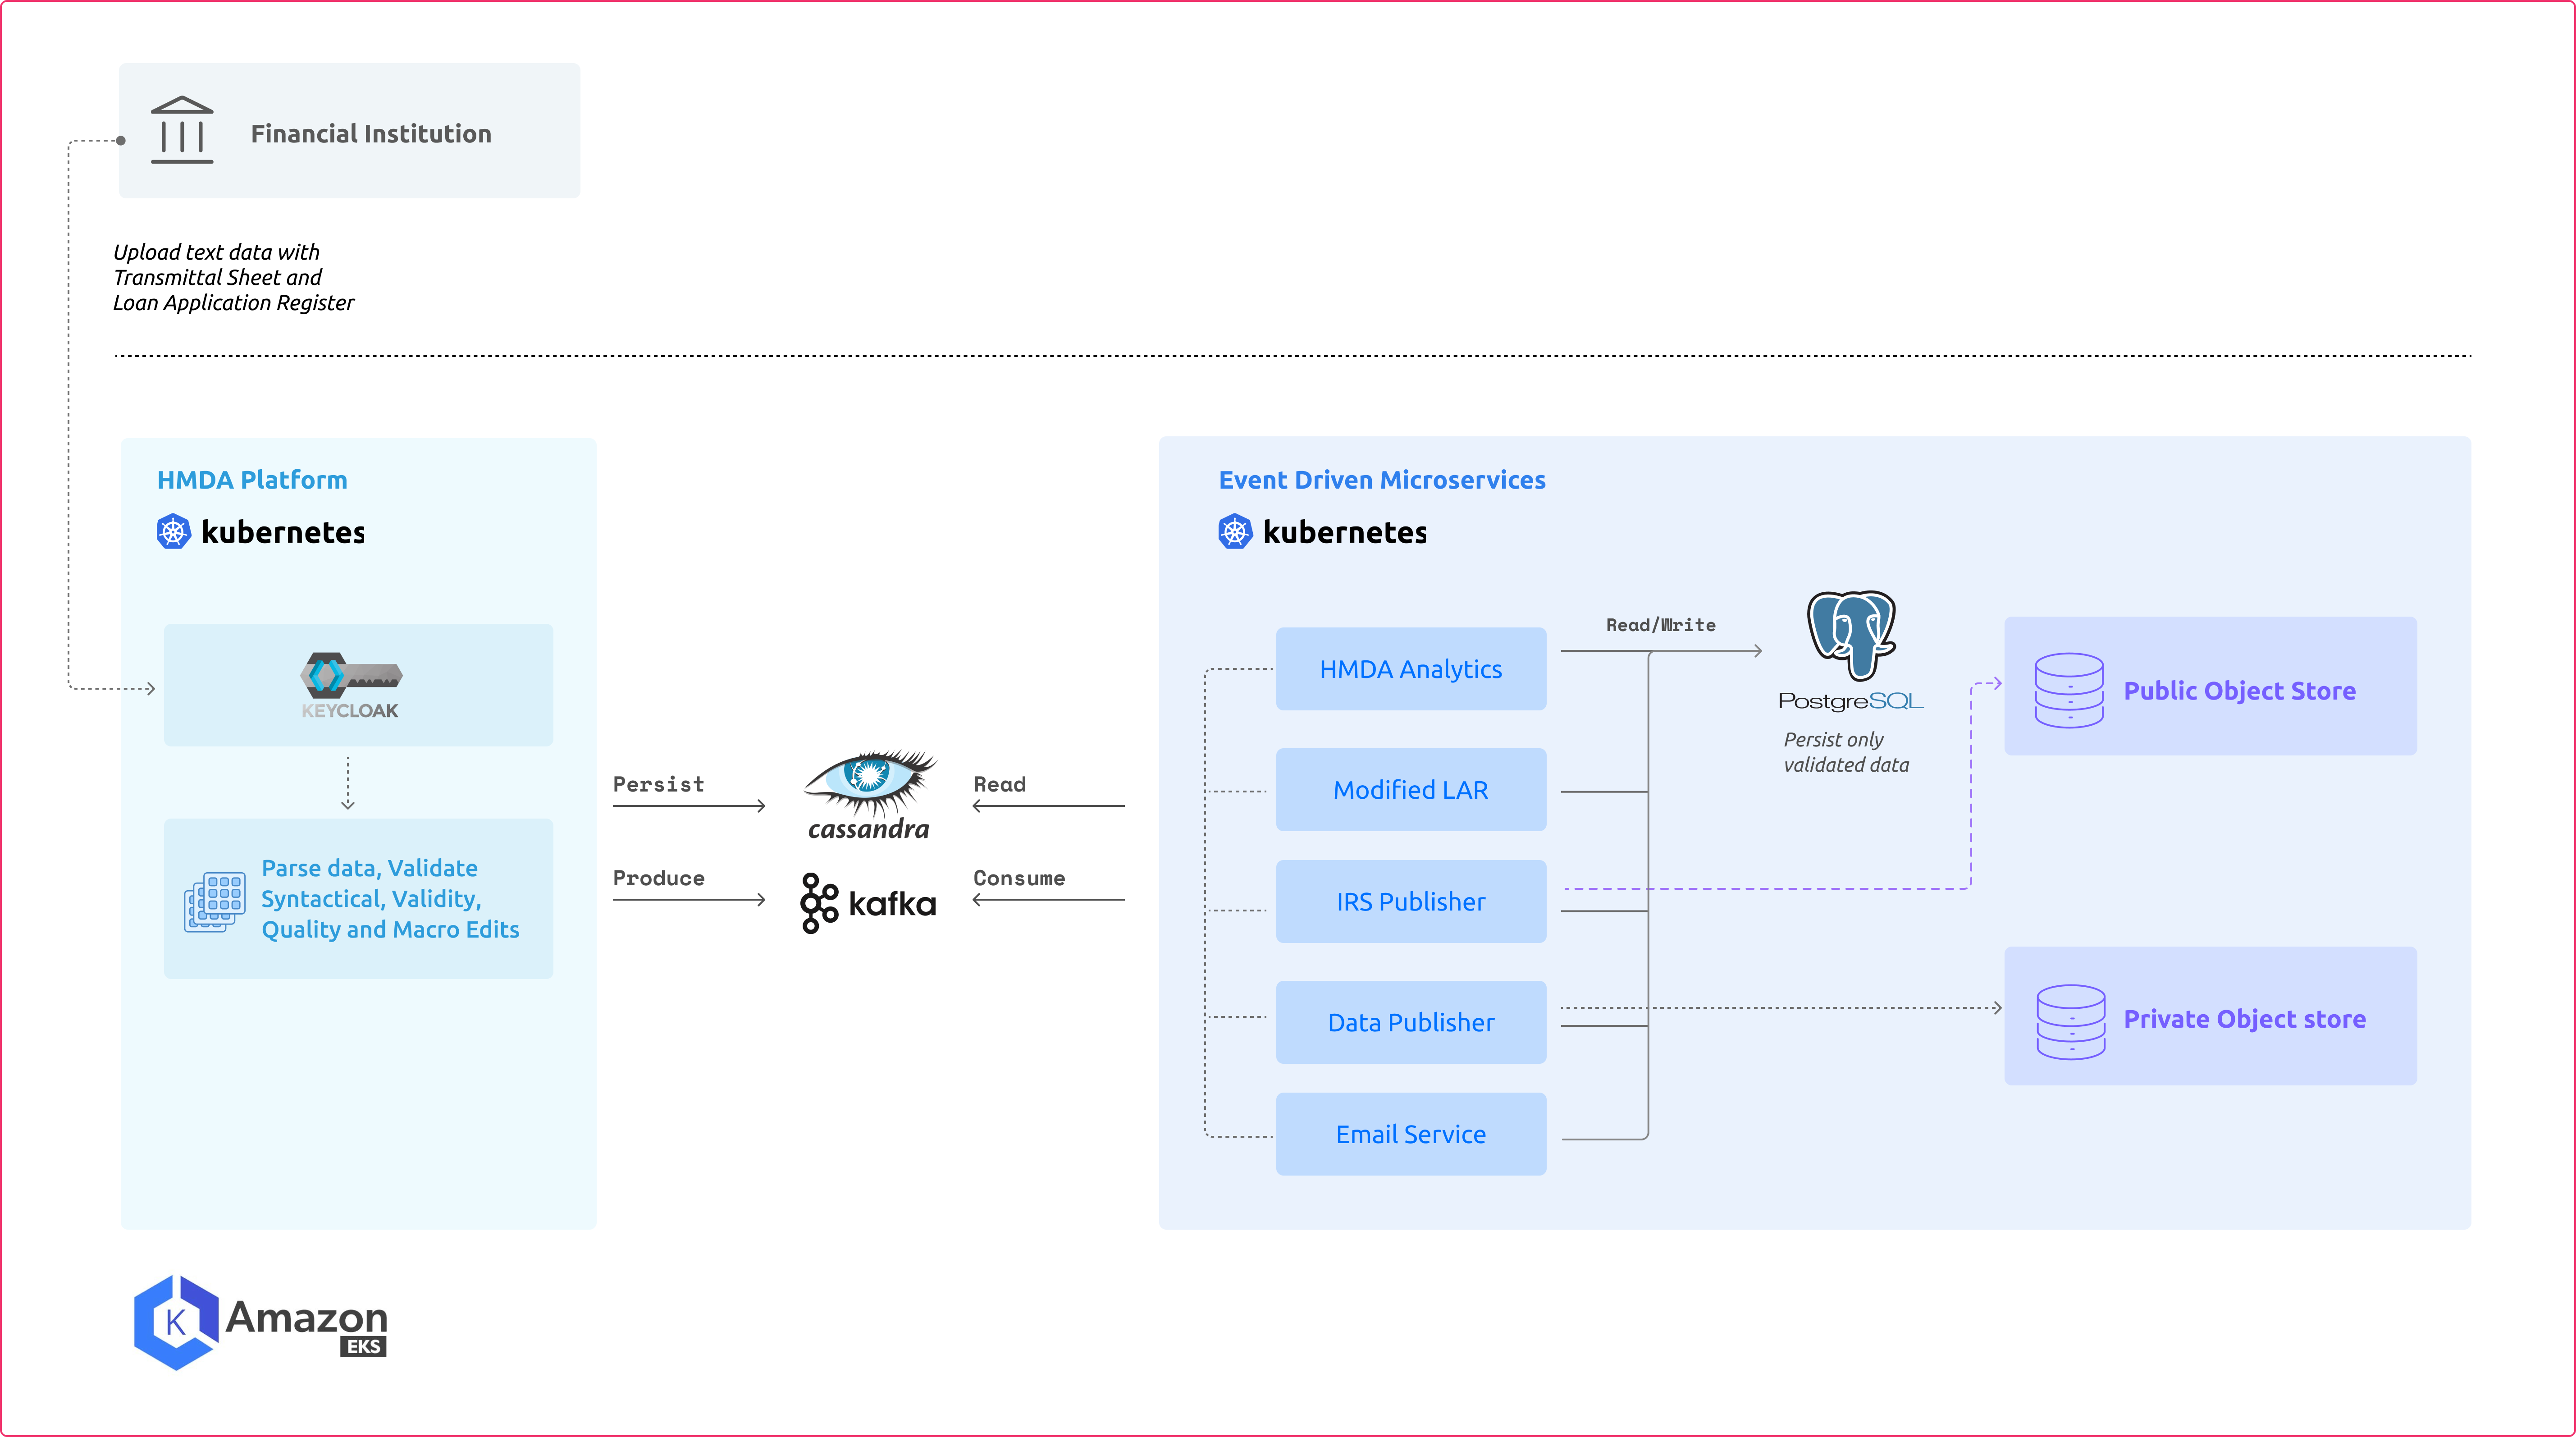 Financial Institution
Upload text data with
Transmittal Sheet and
Loan Application Register
HMDA Platform
kubernetes
KEYCLOAK
Parse data, Validate
Syntactical, Validity,
Quality and Macro Edits
Persist
cassandra
Read
Produce
kafka
Consume
Event Driven Microservices
kubernetes
HMDA Analytics
Modified LAR
IRS Publisher
Data Publisher
Email Service
Read/Write
PostgreSQL
Persist only
validated data
Public Object Store
Private Object store
K
Amazon
EKS